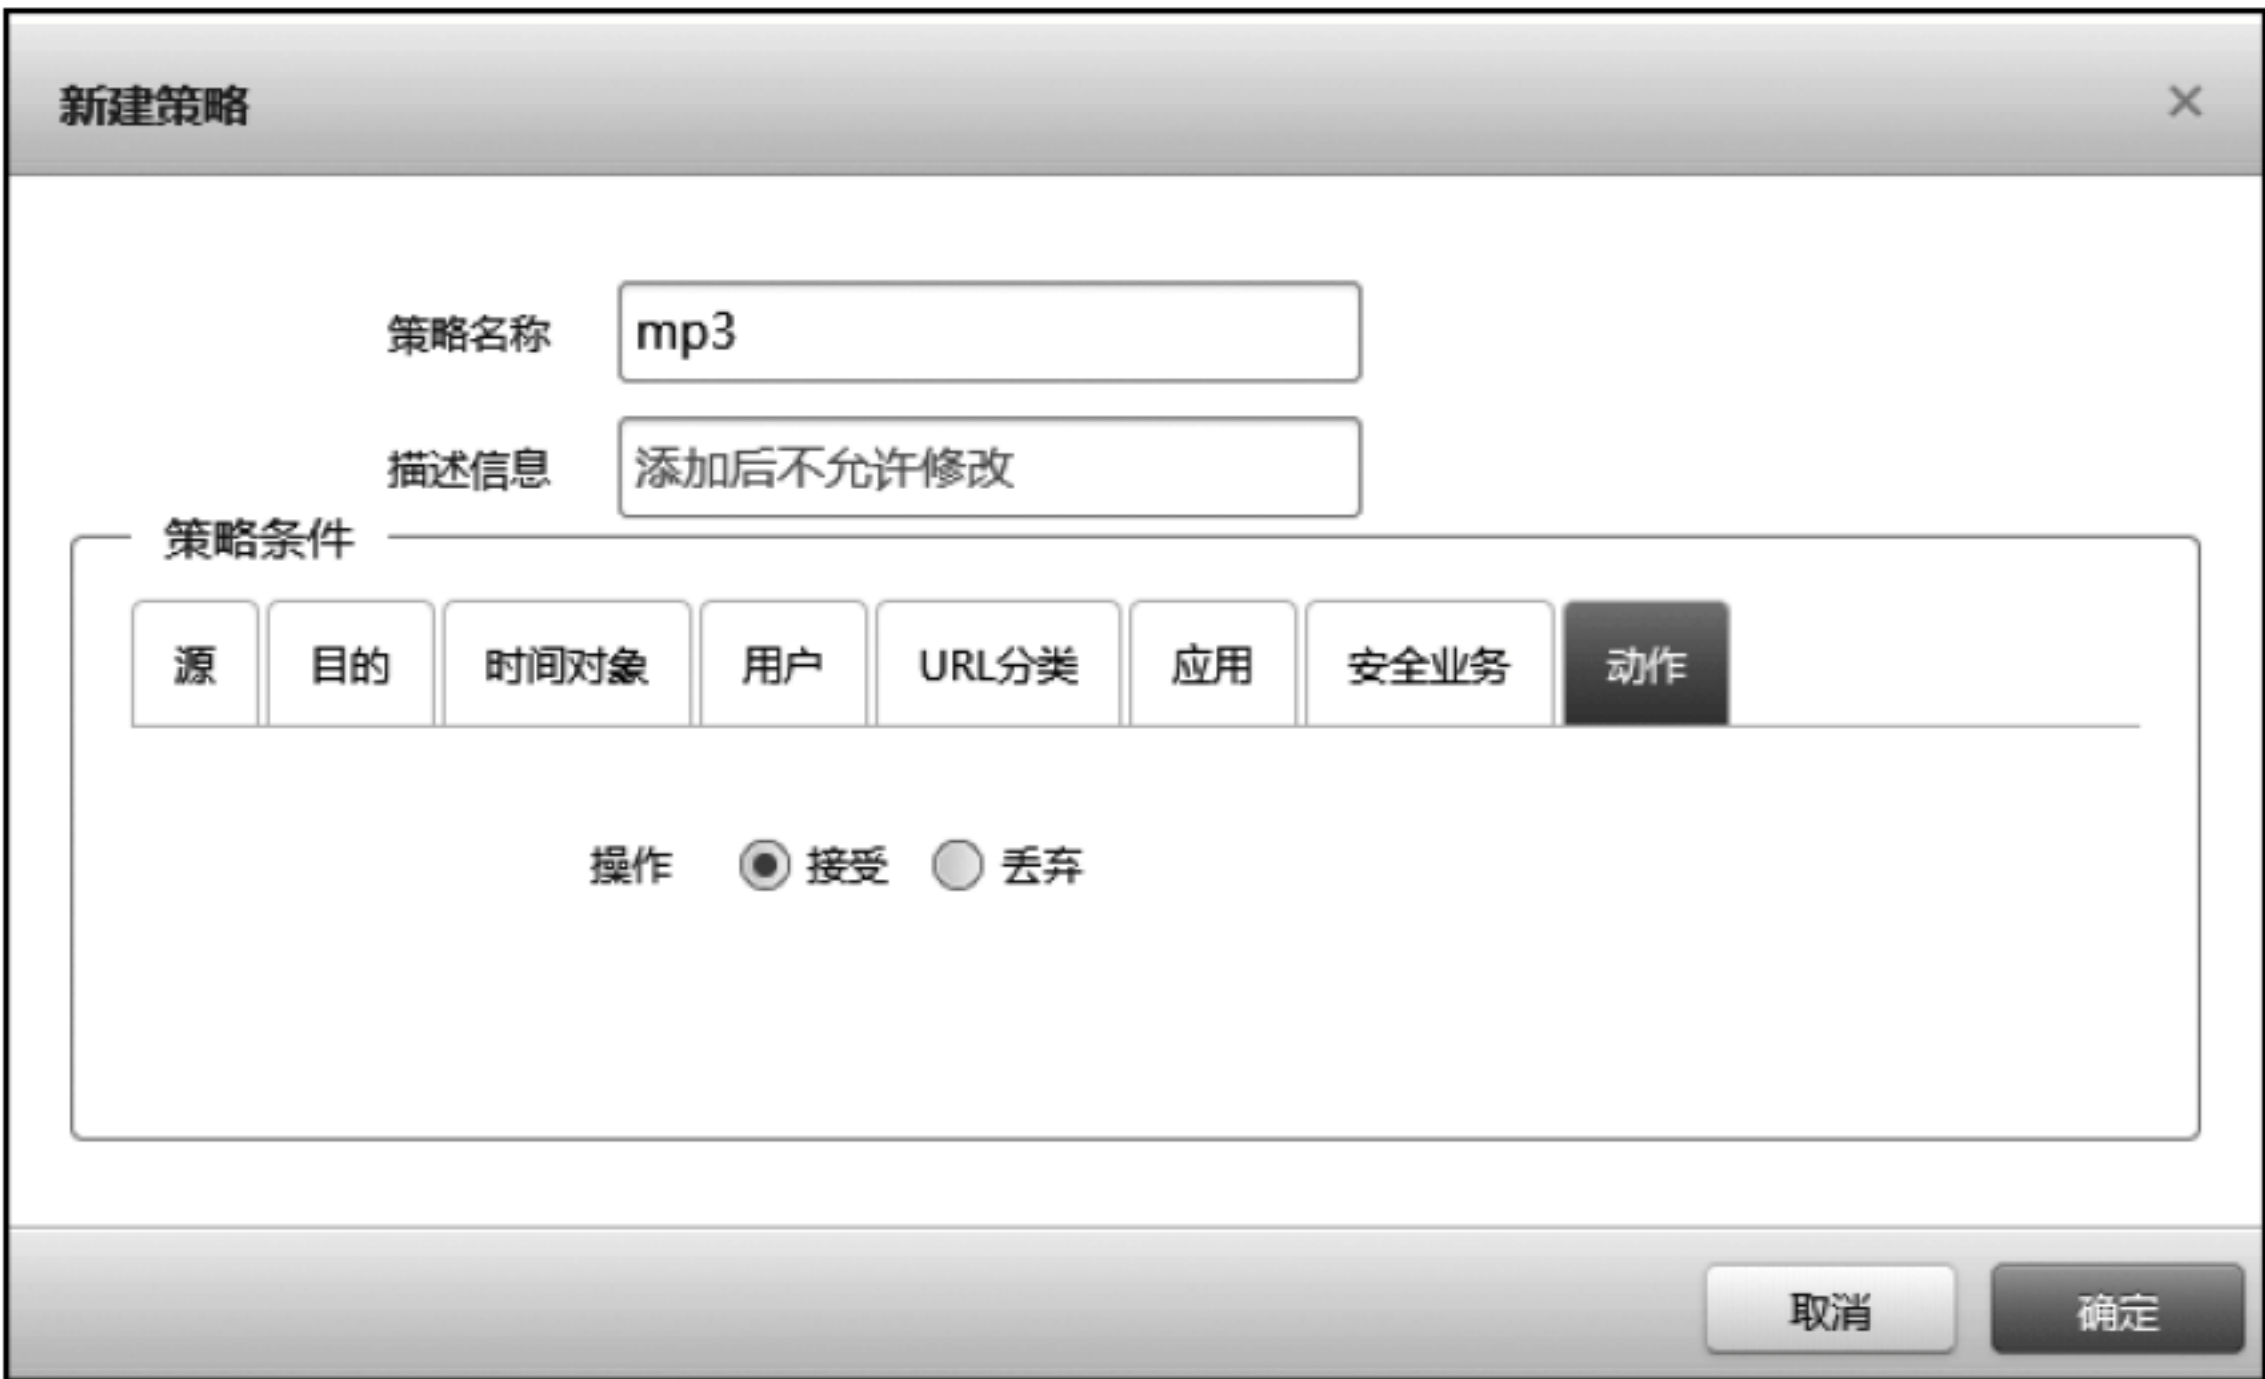 新建策略
策略名称 mp3
描述信息 添加后不允许修改
策略条件
源 目的 时间对象 用户 URL分类 应用 安全业务 动作
操作 接受 丢弃
取消 确定